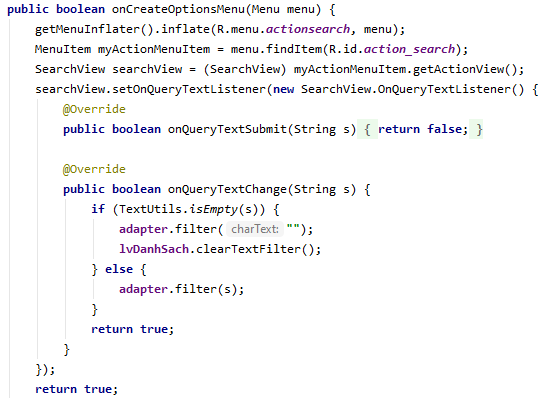 public boolean onCreateOptionsMenu(Menu menu) {
    getMenuInflater().inflate(R.menu.actionsearch, menu);
    MenuItem myActionMenuItem = menu.findItem(R.id.action_search);
    SearchView searchView = (SearchView) myActionMenuItem.getActionView();
    searchView.setOnQueryTextListener(new SearchView.OnQueryTextListener() {
        @Override
        public boolean onQueryTextSubmit(String s) { return false; }

        @Override
        public boolean onQueryTextChange(String s) {
            if (TextUtils.isEmpty(s)) {
                adapter.filter( charText: "");
                lvDanhSach.clearTextFilter();
            } else {
                adapter.filter(s);
            }
            return true;
        }
    });
    return true;